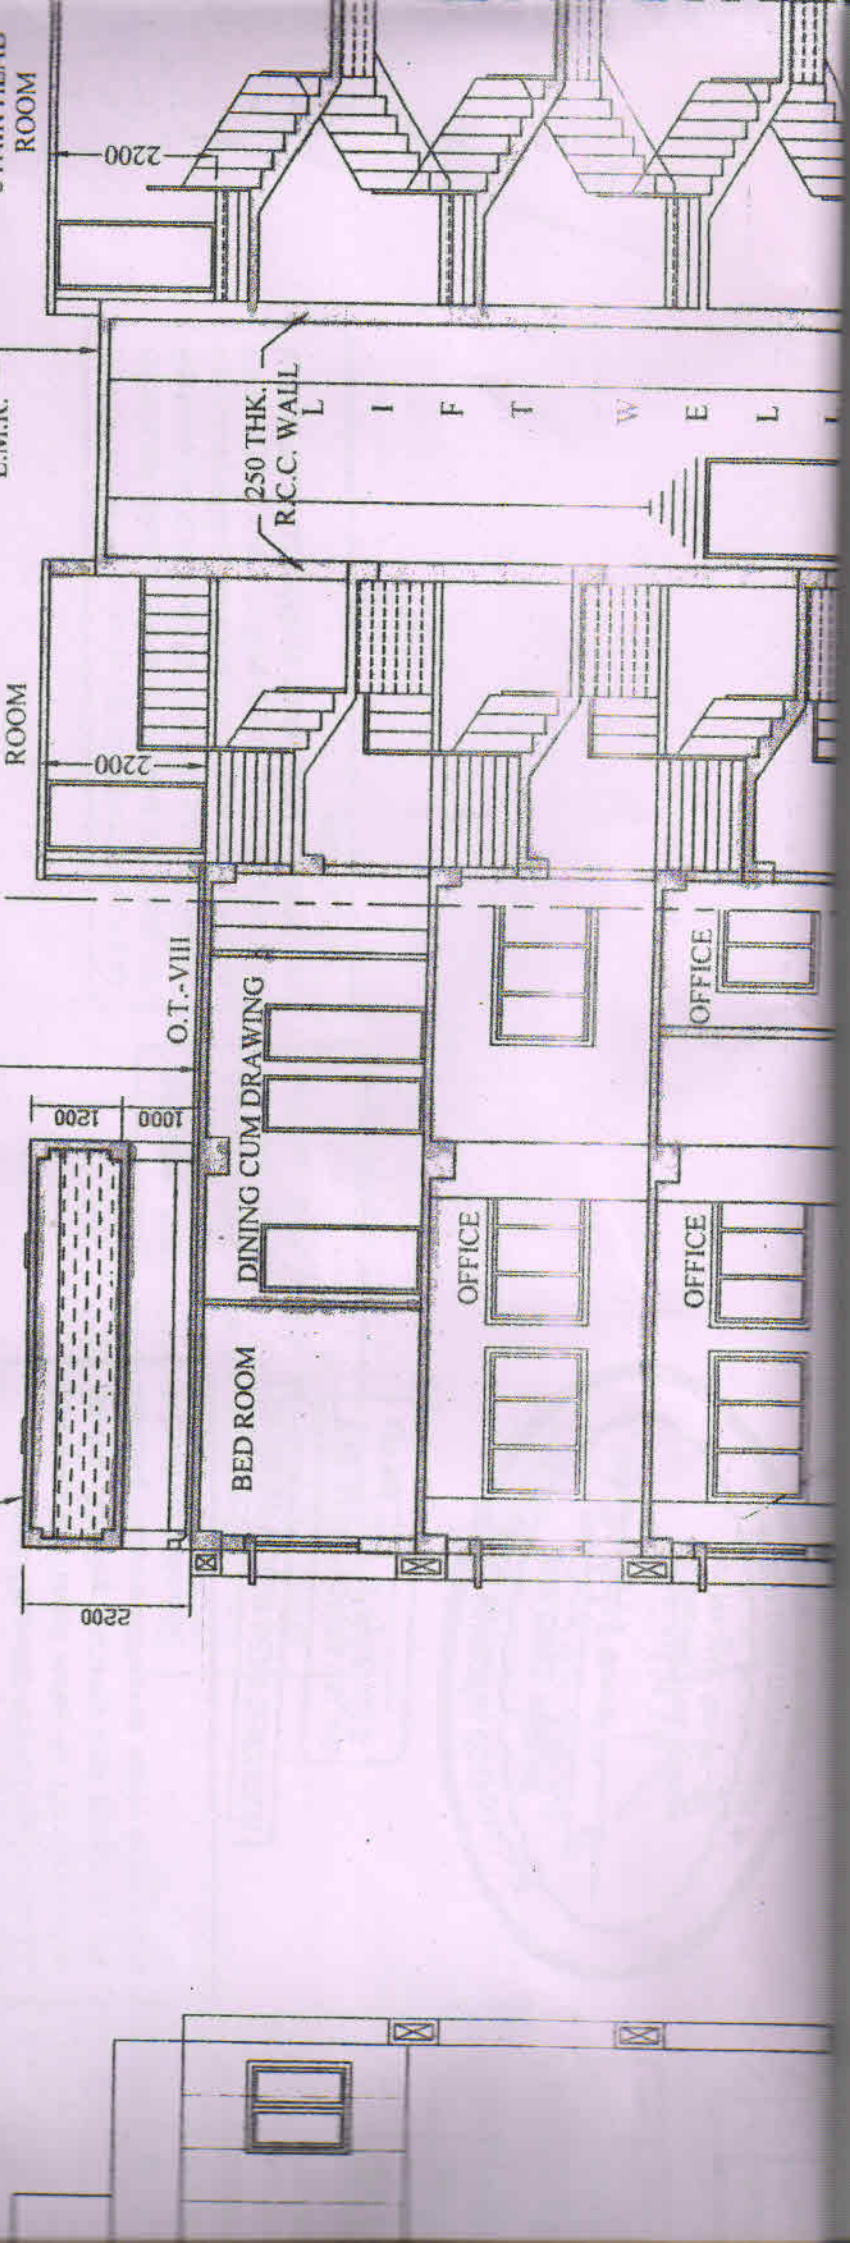 ROOM
2200
E.M.R.
250 THK.
R.C.C. WALL
L I F T W E L L
ROOM
2200
O.T.-VIII
1200
1000
2200
DINING CUM DRAWING
BED ROOM
OFFICE
OFFICE
OFFICE